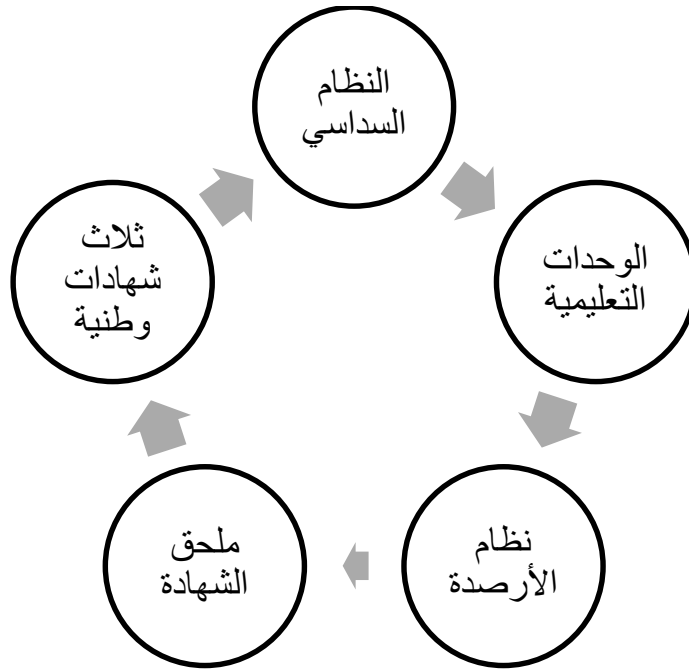 النظام
السداسي
الوحدات
التعليمية
نظام
الأرصدة
ملحق
الشهادة
ثلاث
شهادات
وطنية